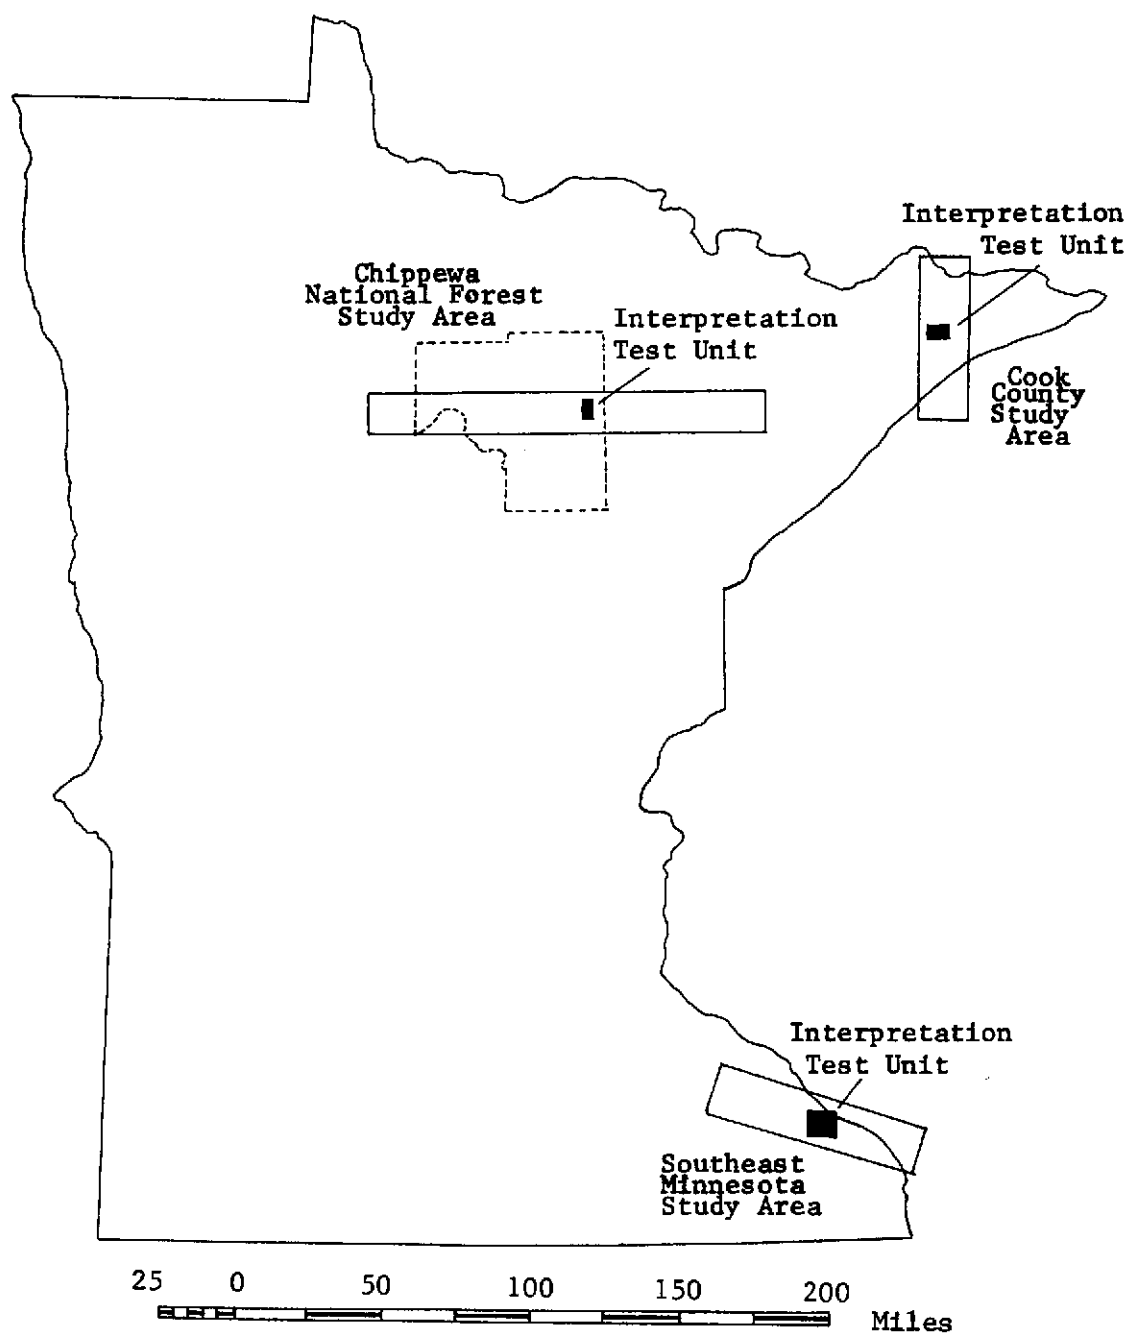 Interpretation
Test Unit
Chippewa
National Forest
Study Area
Interpretation
Test Unit
Cook
County
Study
Area
Interpretation
Test Unit
Southeast
Minnesota
Study Area
25 0 50 100 150 200
Miles